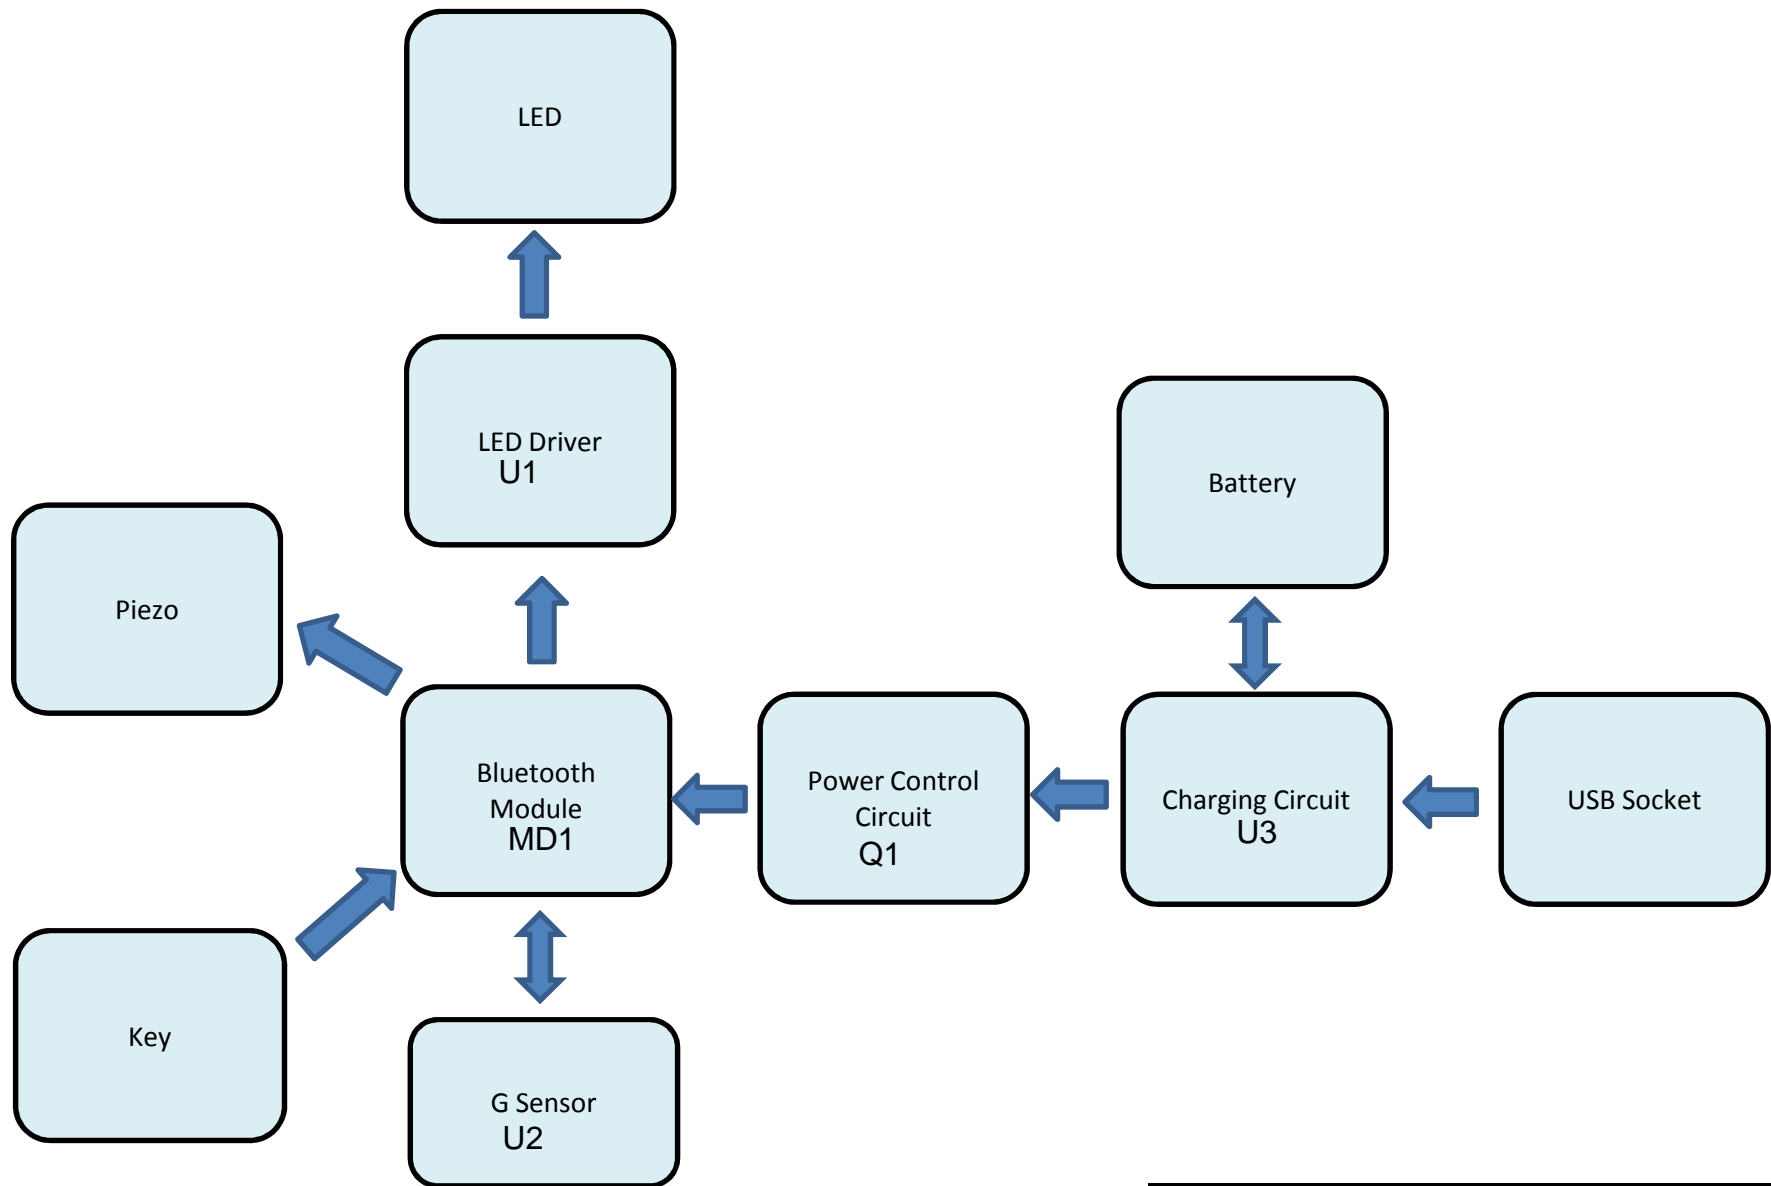 LED
LED Driver
U1
Battery
Piezo
Bluetooth
Module
MD1
Power Control
Circuit
Q1
Charging Circuit
U3
USB Socket
Key
G Sensor
U2